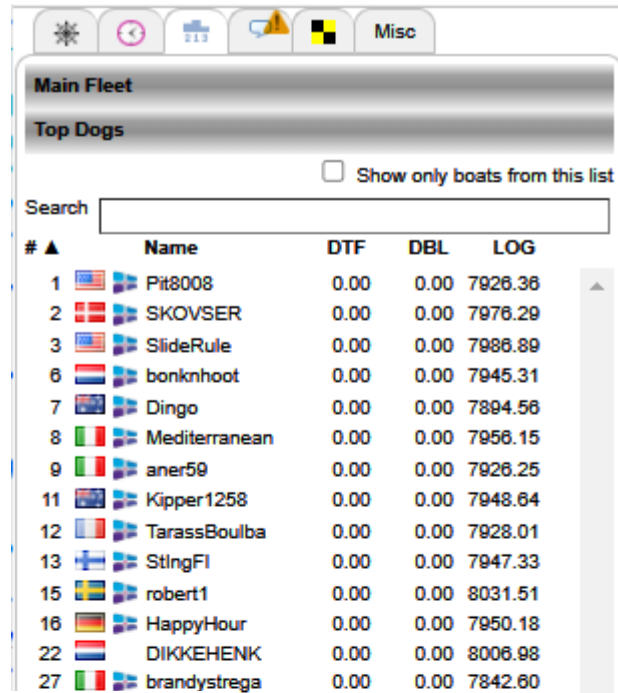 213
Misc
Main Fleet
Top Dogs
Show only boats from this list
Search
# ▲ Name DTF DBL LOG
1 Pit8008 0.00 0.00 7926.36
2 SKOVSER 0.00 0.00 7976.29
3 SlideRule 0.00 0.00 7986.89
6 bonknhoot 0.00 0.00 7945.31
7 Dingo 0.00 0.00 7894.56
8 Mediterranean 0.00 0.00 7956.15
9 aner59 0.00 0.00 7926.25
11 Kipper1258 0.00 0.00 7948.64
12 TarassBoulba 0.00 0.00 7928.01
13 StIngFI 0.00 0.00 7947.33
15 robert1 0.00 0.00 8031.51
16 HappyHour 0.00 0.00 7950.18
22 DIKKEHENK 0.00 0.00 8006.98
27 brandystrega 0.00 0.00 7842.60